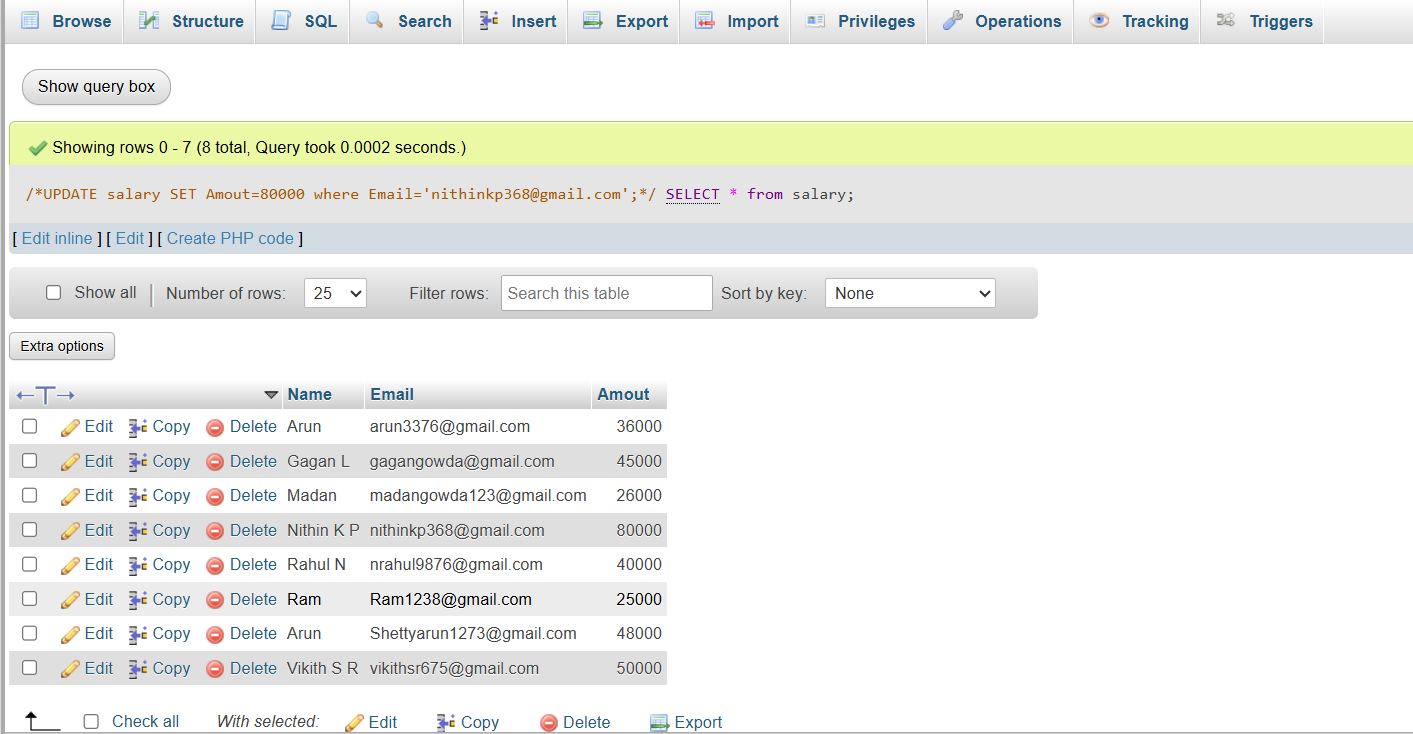 Browse Structure SQL Search Insert Export Import Privileges Operations Tracking Triggers
Show query box
Showing rows 0 - 7 (8 total, Query took 0.0002 seconds.)
/*UPDATE salary SET Amout=80000 where Email='nithinkp368@gmail.com';*/ SELECT * from salary;
[ Edit inline ] [ Edit ] [ Create PHP code ]
Show all Number of rows: 25 Filter rows: Search this table Sort by key: None
Extra options
←T→ Name Email Amout
Edit Copy Delete Arun arun3376@gmail.com 36000
Edit Copy Delete Gagan L gagangowda@gmail.com 45000
Edit Copy Delete Madan madangowda123@gmail.com 26000
Edit Copy Delete Nithin K P nithinkp368@gmail.com 80000
Edit Copy Delete Rahul N nrahul9876@gmail.com 40000
Edit Copy Delete Ram Ram1238@gmail.com 25000
Edit Copy Delete Arun Shettyarun1273@gmail.com 48000
Edit Copy Delete Vikith S R vikithsr675@gmail.com 50000
Check all With selected: Edit Copy Delete Export